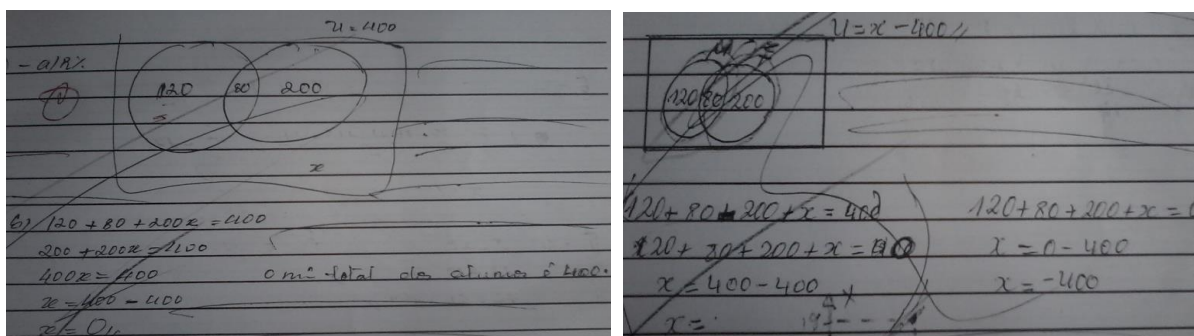 U = 400
1 - a) R%
120 80 200
x
b) 120 + 80 + 200x = 400
200 + 200x = 400
400x = 400
O nº total dos alunos é 400.
x = 400 - 400
x = 0//
U = x - 400//
120 80 200
120 + 80 + 200 + x = 400
120 + 80 + 200 + x =
x = 400 - 400
x =
120 + 80 + 200 + x =
x = 0 - 400
x = -400